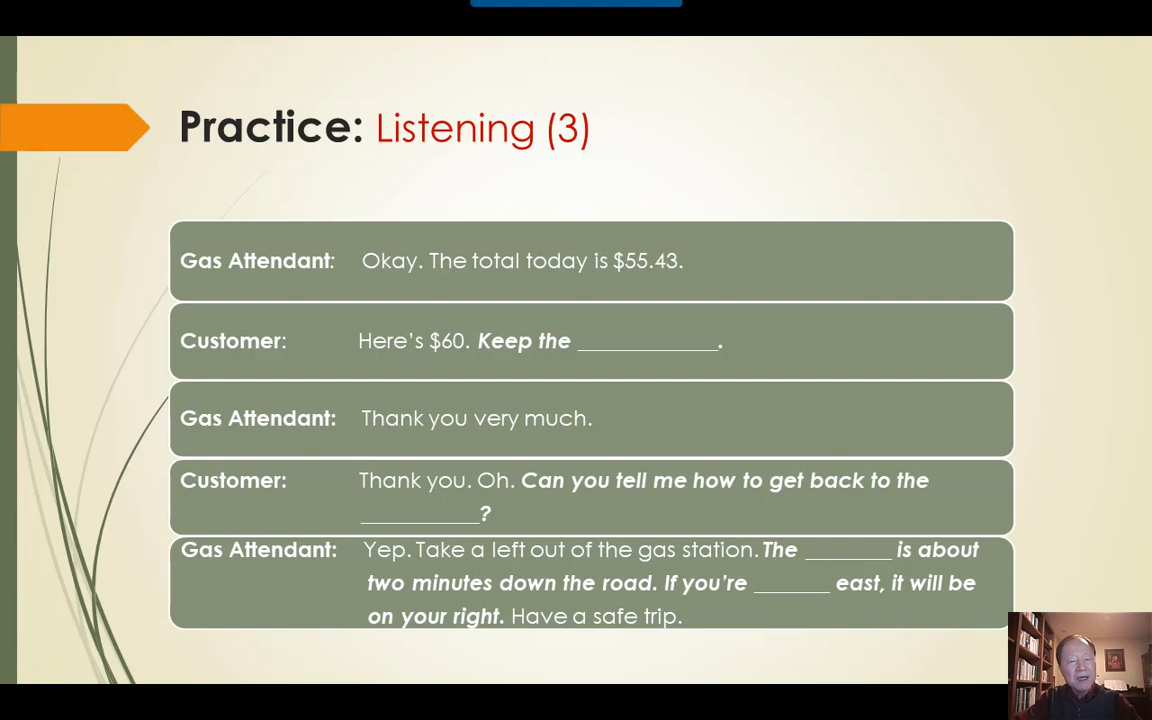 Practice: Listening (3)
Gas Attendant: Okay. The total today is $55.43.
Customer: Here's $60. Keep the ____________.
Gas Attendant: Thank you very much.
Customer: Thank you. Oh. Can you tell me how to get back to the
__________?
Gas Attendant: Yep. Take a left out of the gas station. The _______ is about
two minutes down the road. If you're ______ east, it will be
on your right. Have a safe trip.